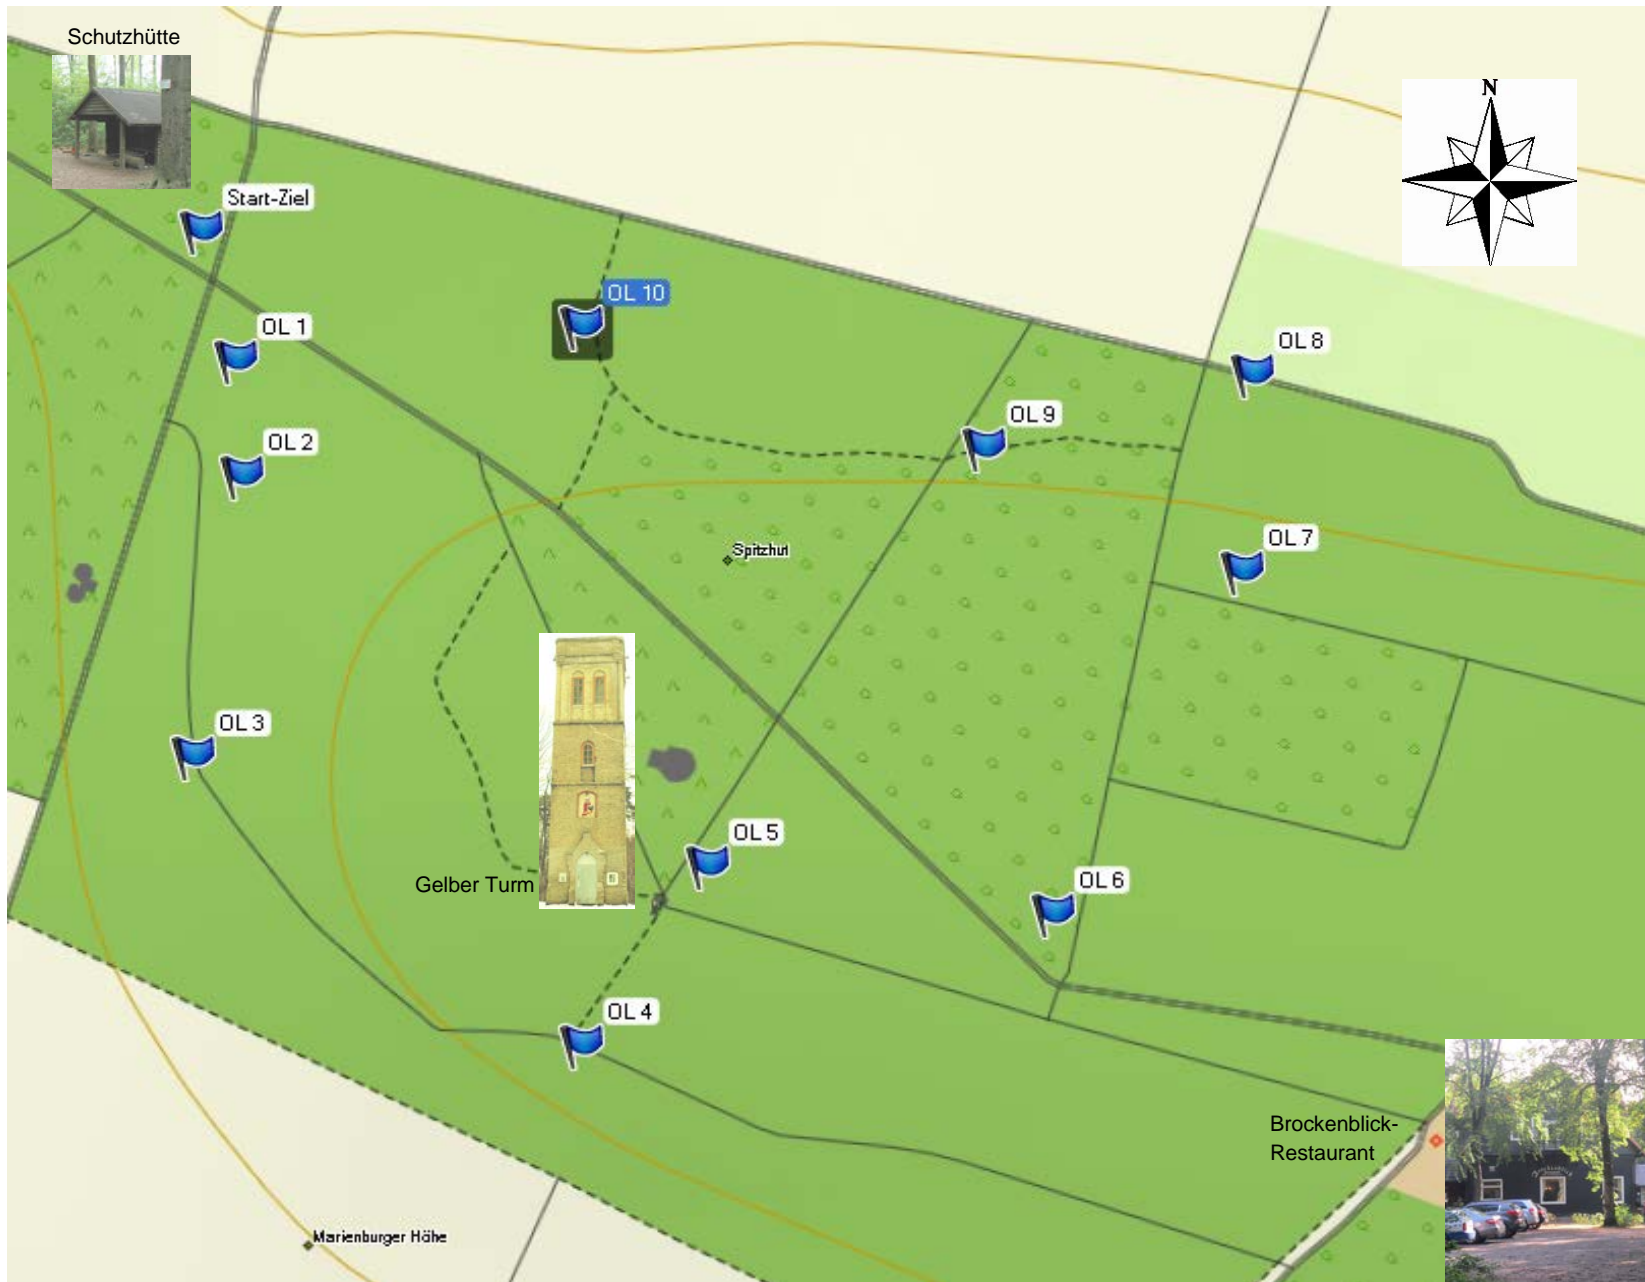 Schutzhütte
N
Start-Ziel
OL 10
OL 1
OL 8
OL 9
OL 2
OL 7
Spitzhut
OL 3
OL 5
OL 6
Gelber Turm
OL 4
Brockenblick-
Restaurant
Marienburger Höhe